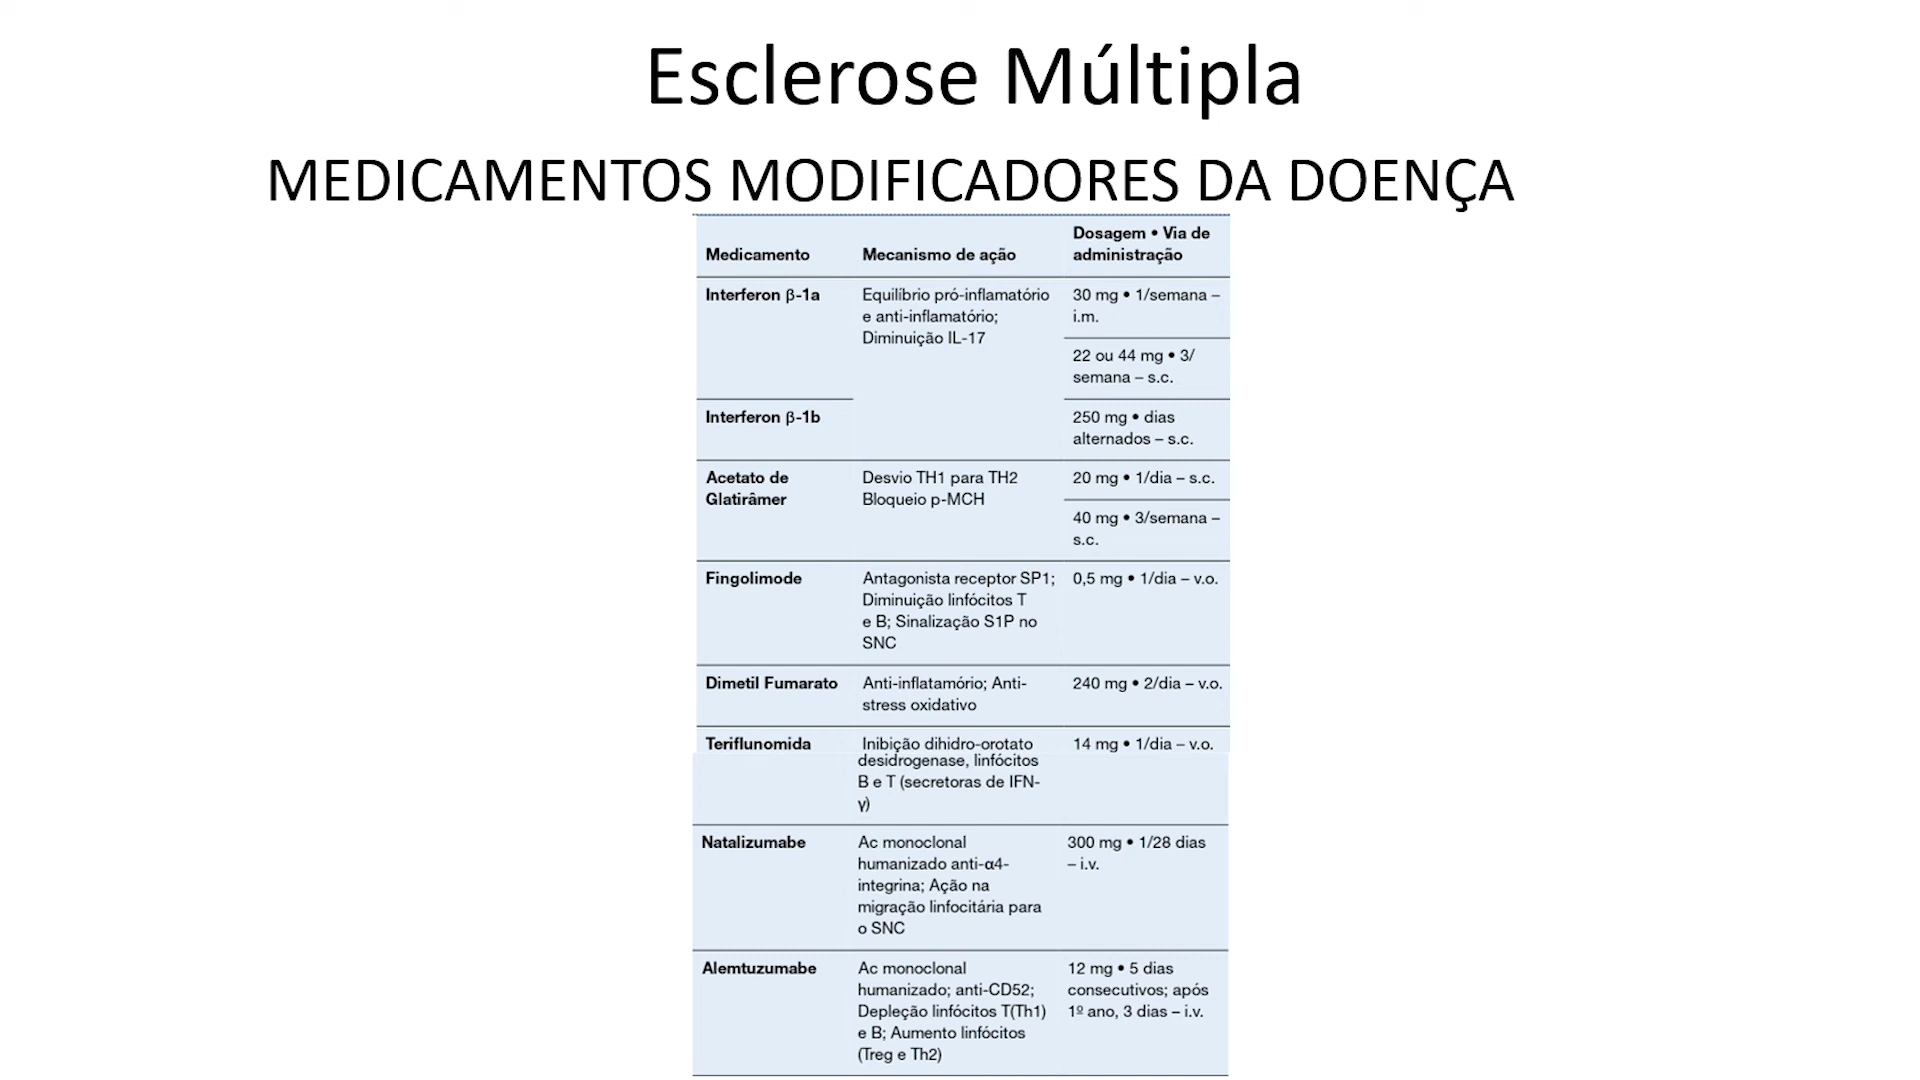 Esclerose Múltipla
MEDICAMENTOS MODIFICADORES DA DOENÇA
Medicamento
Mecanismo de ação
Dosagem • Via de
administração
Interferon β-1a
Equilíbrio pró-inflamatório
e anti-inflamatório;
Diminuição IL-17
30 mg • 1/semana –
i.m.
22 ou 44 mg • 3/
semana – s.c.
Interferon β-1b
250 mg • dias
alternados – s.c.
Acetato de
Glatirâmer
Desvio TH1 para TH2
Bloqueio p-MCH
20 mg • 1/dia – s.c.
40 mg • 3/semana –
s.c.
Fingolimode
Antagonista receptor SP1;
Diminuição linfócitos T
e B; Sinalização S1P no
SNC
0,5 mg • 1/dia – v.o.
Dimetil Fumarato
Anti-inflatamório; Anti-
stress oxidativo
240 mg • 2/dia – v.o.
Teriflunomida
Inibição dihidro-orotato
desidrogenase, linfócitos
B e T (secretoras de IFN-
γ)
14 mg • 1/dia – v.o.
Natalizumabe
Ac monoclonal
humanizado anti-α4-
integrina; Ação na
migração linfocitária para
o SNC
300 mg • 1/28 dias
– i.v.
Alemtuzumabe
Ac monoclonal
humanizado; anti-CD52;
Depleção linfócitos T(Th1)
e B; Aumento linfócitos
(Treg e Th2)
12 mg • 5 dias
consecutivos; após
1º ano, 3 dias – i.v.